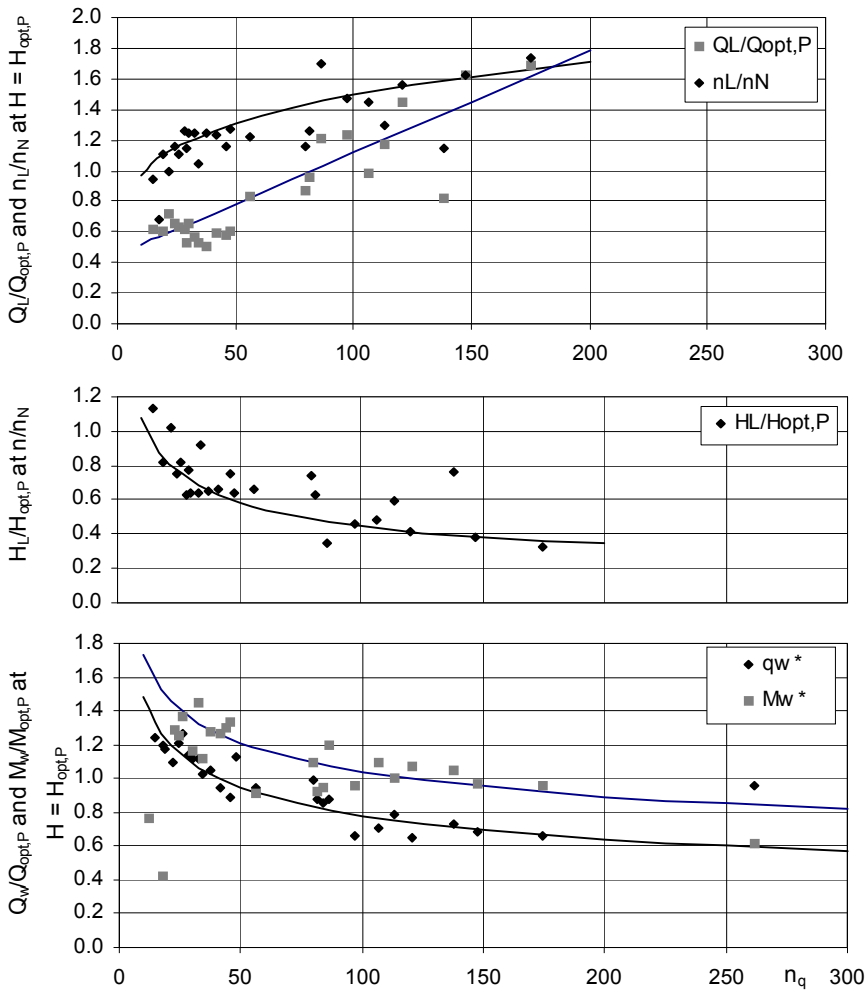 QL/Qopt,P and nL/nN at H = Hopt,P
2.0
1.8
1.6
1.4
1.2
1.0
0.8
0.6
0.4
0.2
0.0
QL/Qopt,P
nL/nN
0 50 100 150 200 250 300
HL/Hopt,P at n/nN
1.2
1.0
0.8
0.6
0.4
0.2
0.0
HL/Hopt,P
Qw/Qopt,P and Mw/Mopt,P at
H = Hopt,P
1.8
1.6
1.4
1.2
1.0
0.8
0.6
0.4
0.2
0.0
qw *
Mw *
0 50 100 150 200 250 nq 300